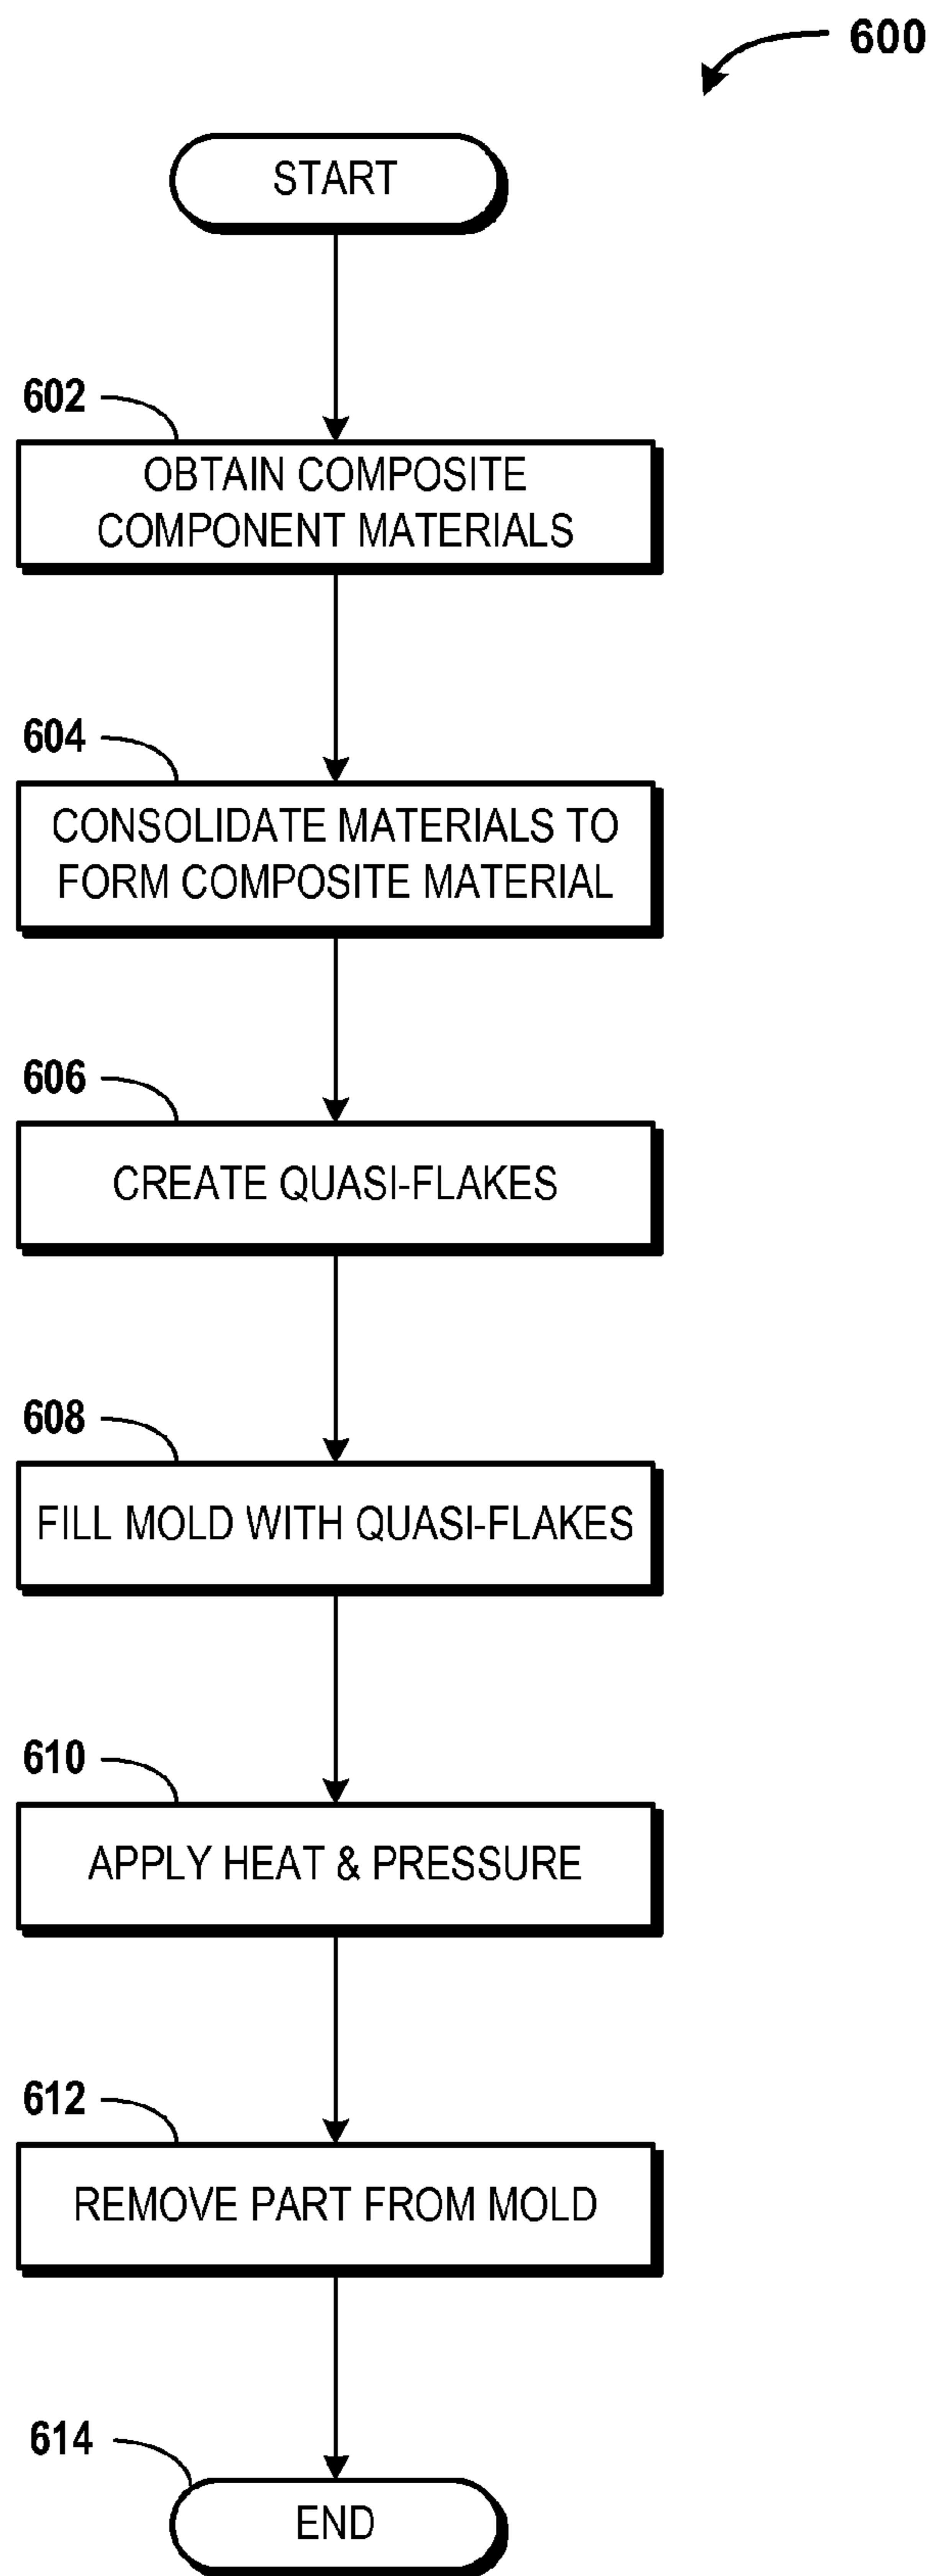 600
START
602
OBTAIN COMPOSITE
COMPONENT MATERIALS
604
CONSOLIDATE MATERIALS TO
FORM COMPOSITE MATERIAL
606
CREATE QUASI-FLAKES
608
FILL MOLD WITH QUASI-FLAKES
610
APPLY HEAT & PRESSURE
612
REMOVE PART FROM MOLD
614
END